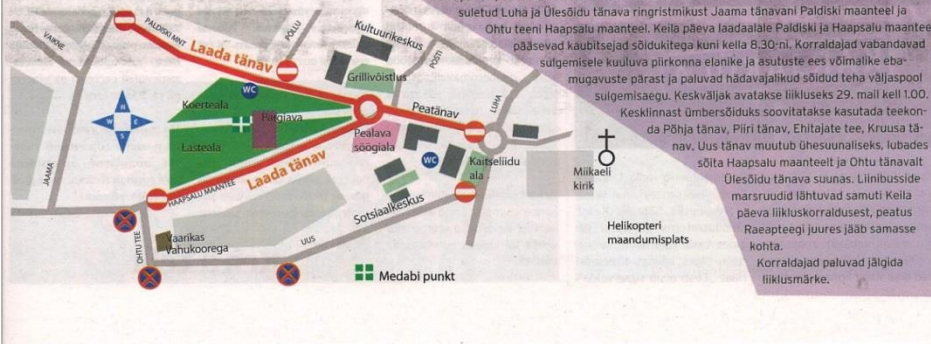 suletud Luha ja Ülesõidu tänava ringristmikust Jaama tänavani Paldiski maanteel ja
Ohtu teeni Haapsalu maanteel. Keila päeva laadaalale Paldiski ja Haapsalu maantee
pääsevad kaubitsejad sõidukitega kuni kella 8.30-ni. Korraldajad vabandavad
sulgemisele kuuluva piirkonna elanike ja asutuste ees võimalike eba-
mugavuste pärast ja paluvad hädavajalikud sõidud teha väljaspool
sulgemisaegu. Keskväljak avatakse liikluseks 29. mail kell 1.00.
Kesklinnast ümbersõiduks soovitatakse kasutada teekon-
da Põhja tänav, Piiri tänav, Ehitajate tee, Kruusa tä-
nav. Uus tänav muutub ühesuunaliseks, lubades
sõita Haapsalu maanteelt ja Ohtu tänavalt
Ülesõidu tänava suunas. Liinibusside
marsruudid lähtuvad samuti Keila
päeva liikluskorraldusest, peatus
Raeapteegi juures jääb samasse
kohta.
Korraldajad paluvad jälgida
liiklusmärke.
VAIKNE
PALDISKI MNT
Laada tänav
PÕLLU
Kultuurikeskus
POSTI
Grillivõistlus
LUHA
WC
Koerteala
Peatänav
N
W
E
S
Pargiava
Lasteala
Pealava
söögiala
WC
Kaitseliidu
ala
Miikaeli
kirik
JAAMA
HAAPSALU MAANTEE
Laada tänav
Sotsiaalkeskus
OHTU TEE
Vaarikas
Vahukoorega
UUS
Helikopteri
maandumisplats
Medabi punkt